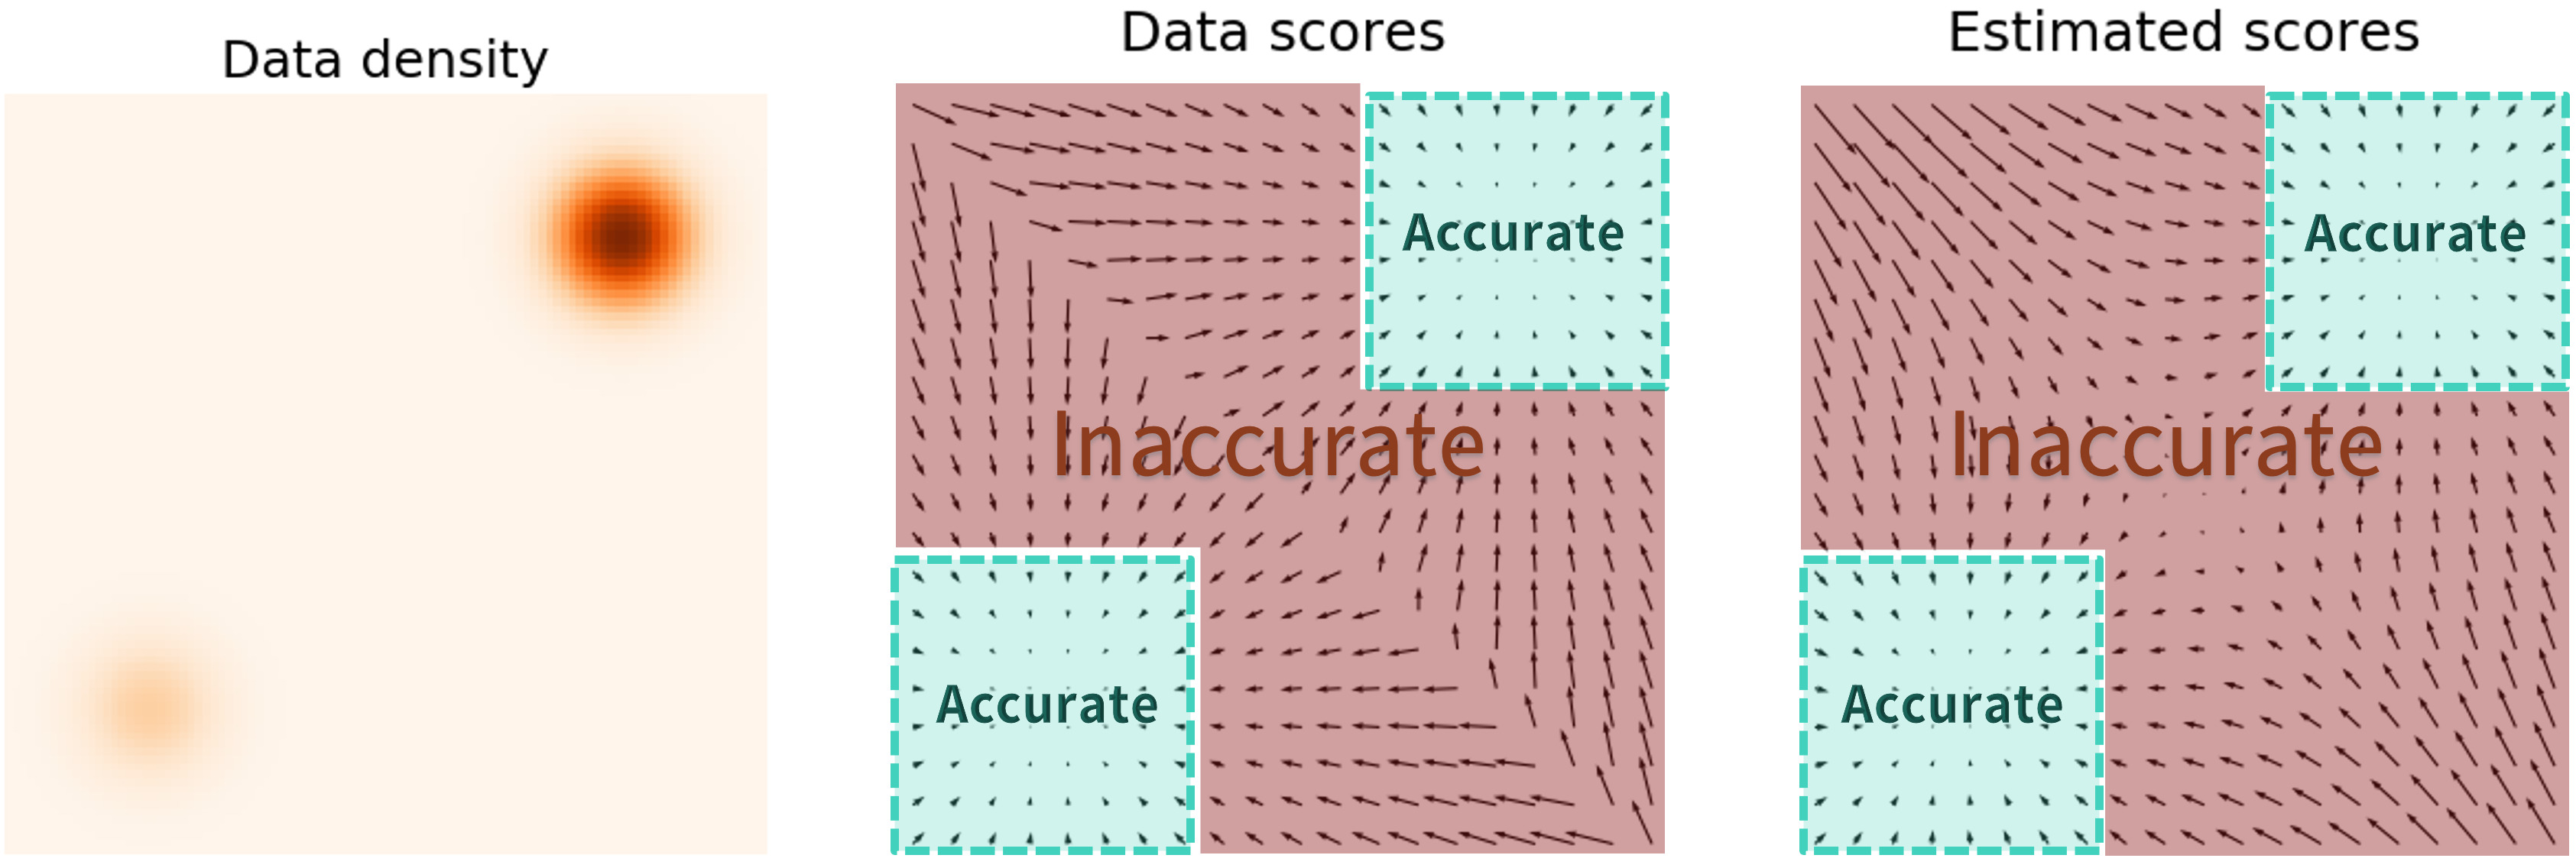 Data density
Data scores
Estimated scores
Accurate
Accurate
Inaccurate
Inaccurate
Accurate
Accurate